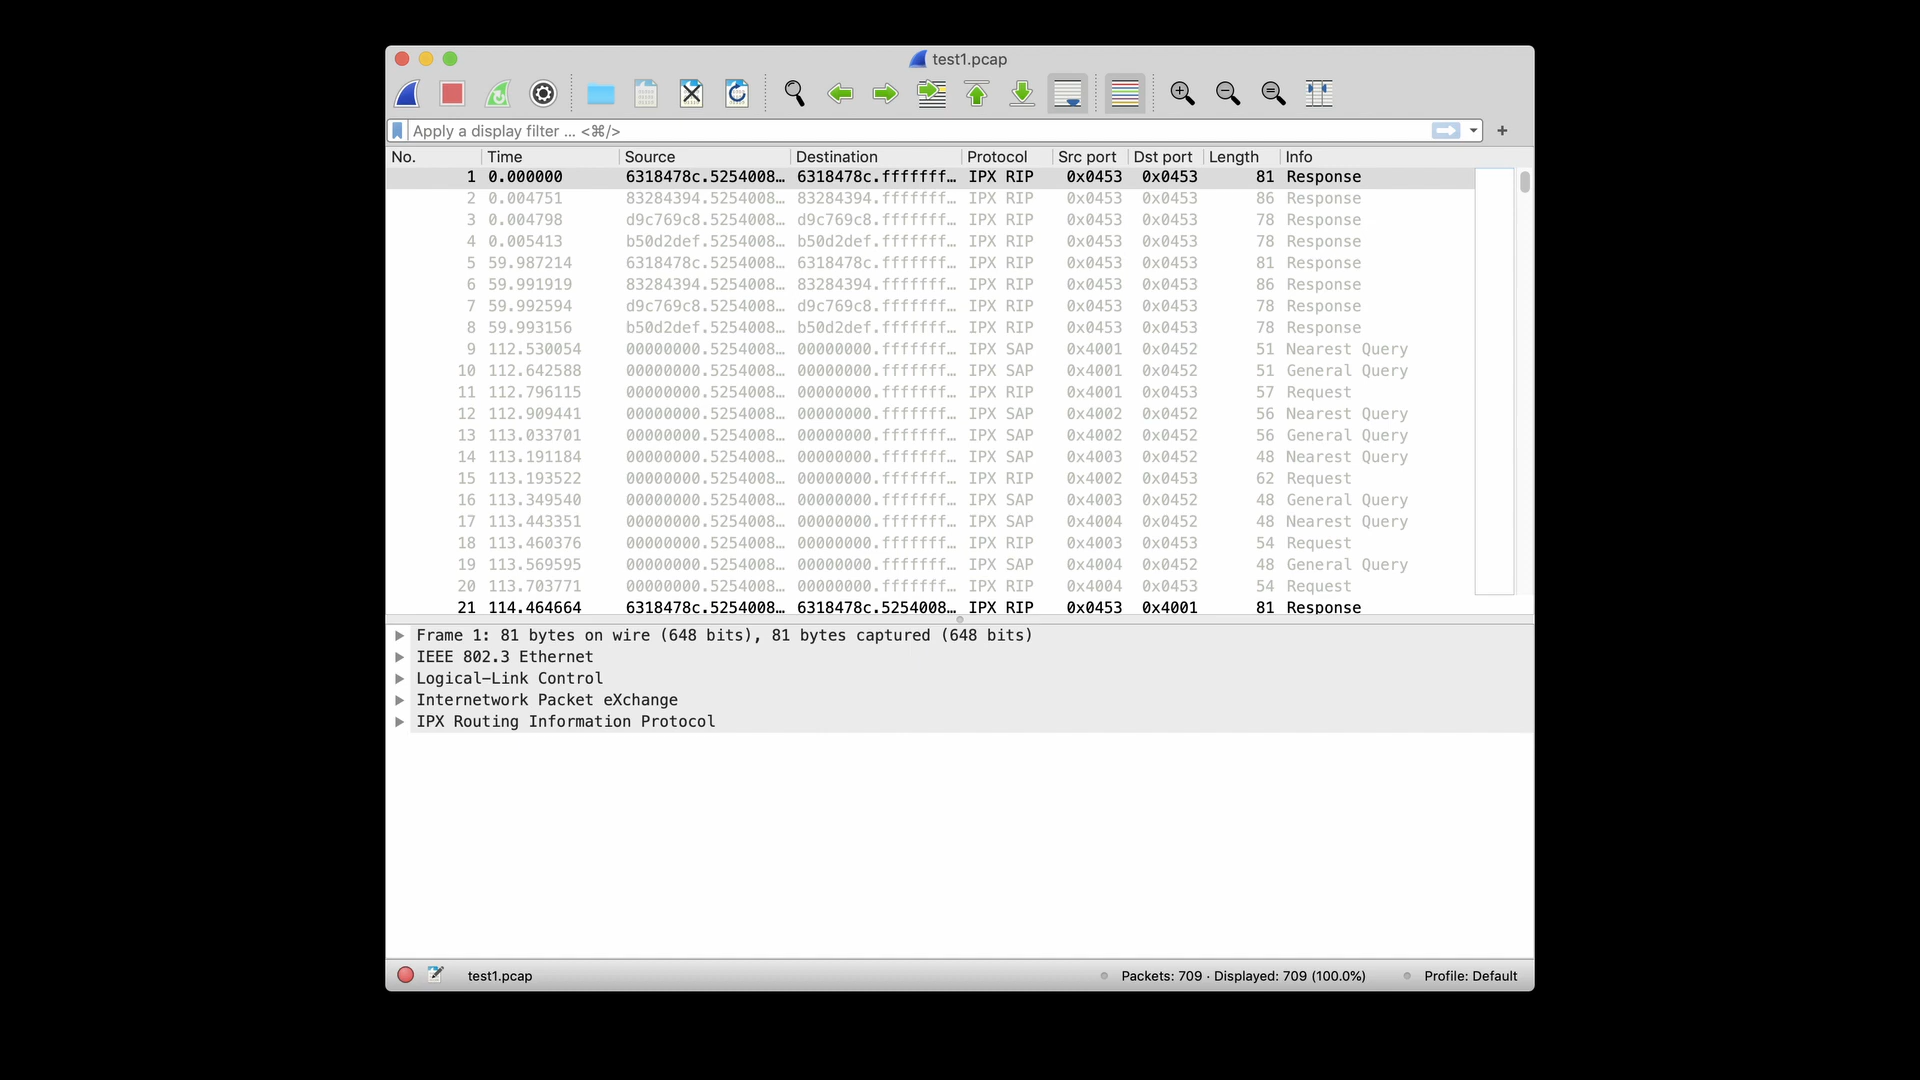 test1.pcap
Apply a display filter ... <⌘/>
+
No. Time Source Destination Protocol Src port Dst port Length Info
1 0.000000 6318478c.5254008… 6318478c.fffffff… IPX RIP 0x0453 0x0453 81 Response
2 0.004751 83284394.5254008… 83284394.fffffff… IPX RIP 0x0453 0x0453 86 Response
3 0.004798 d9c769c8.5254008… d9c769c8.fffffff… IPX RIP 0x0453 0x0453 78 Response
4 0.005413 b50d2def.5254008… b50d2def.fffffff… IPX RIP 0x0453 0x0453 78 Response
5 59.987214 6318478c.5254008… 6318478c.fffffff… IPX RIP 0x0453 0x0453 81 Response
6 59.991919 83284394.5254008… 83284394.fffffff… IPX RIP 0x0453 0x0453 86 Response
7 59.992594 d9c769c8.5254008… d9c769c8.fffffff… IPX RIP 0x0453 0x0453 78 Response
8 59.993156 b50d2def.5254008… b50d2def.fffffff… IPX RIP 0x0453 0x0453 78 Response
9 112.530054 00000000.5254008… 00000000.fffffff… IPX SAP 0x4001 0x0452 51 Nearest Query
10 112.642588 00000000.5254008… 00000000.fffffff… IPX SAP 0x4001 0x0452 51 General Query
11 112.796115 00000000.5254008… 00000000.fffffff… IPX RIP 0x4001 0x0453 57 Request
12 112.909441 00000000.5254008… 00000000.fffffff… IPX SAP 0x4002 0x0452 56 Nearest Query
13 113.033701 00000000.5254008… 00000000.fffffff… IPX SAP 0x4002 0x0452 56 General Query
14 113.191184 00000000.5254008… 00000000.fffffff… IPX SAP 0x4003 0x0452 48 Nearest Query
15 113.193522 00000000.5254008… 00000000.fffffff… IPX RIP 0x4002 0x0453 62 Request
16 113.349540 00000000.5254008… 00000000.fffffff… IPX SAP 0x4003 0x0452 48 General Query
17 113.443351 00000000.5254008… 00000000.fffffff… IPX SAP 0x4004 0x0452 48 Nearest Query
18 113.460376 00000000.5254008… 00000000.fffffff… IPX RIP 0x4003 0x0453 54 Request
19 113.569595 00000000.5254008… 00000000.fffffff… IPX SAP 0x4004 0x0452 48 General Query
20 113.703771 00000000.5254008… 00000000.fffffff… IPX RIP 0x4004 0x0453 54 Request
21 114.464664 6318478c.5254008… 6318478c.5254008… IPX RIP 0x0453 0x4001 81 Response
Frame 1: 81 bytes on wire (648 bits), 81 bytes captured (648 bits)
IEEE 802.3 Ethernet
Logical-Link Control
Internetwork Packet eXchange
IPX Routing Information Protocol
test1.pcap Packets: 709 · Displayed: 709 (100.0%) Profile: Default